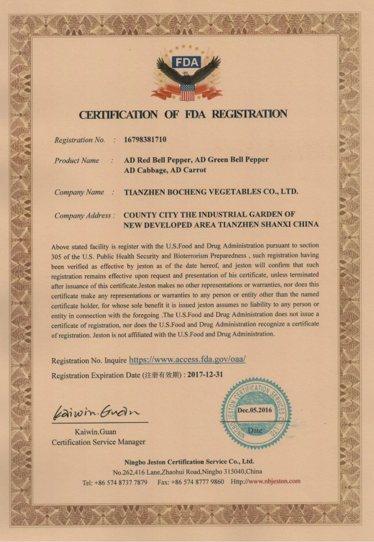 FDA
CERTIFICATION OF FDA REGISTRATION
Registration No. : 16798381710
Product Name : AD Red Bell Pepper, AD Green Bell Pepper
AD Cabbage, AD Carrot
Company Name : TIANZHEN BOCHENG VEGETABLES CO., LTD.
Company Address : COUNTY CITY THE INDUSTRIAL GARDEN OF
NEW DEVELOPED AREA TIANZHEN SHANXI CHINA
Above stated facility is register with the U.S.Food and Drug Administration pursuant to section
305 of the U.S. Public Health Security and Bioterrorism Preparedness , such registration having
been verified as effective by jeston as of the date hereof, and jeston will confirm that such
registration remains effective upon request and presentation of his certificate, unless terminated
after issuance of this certificate.Jeston makes no other representations or warranties, nor does this
certificate make any representations or warranties to any person or entity other than the named
certificate holder, for whose sole benefit it is issued jeston assumes no liability to any person or
entity in connection with the foregoing .The U.S.Food and Drug Administration does not issue a
certificate of registration, nor does the U.S.Food and Drug Administration recognize a certificate
of registration. Jeston is not affiliated with the U.S.Food and Drug Administration.
Registration No. Inquire https://www.access.fda.gov/oaa/
Registration Expiration Date (注册有效期) : 2017-12-31
Kaiwin.Guan
Dec.05.2016
Date
Kaiwin.Guan
Certification Service Manager
Ningbo Jeston Certification Service Co., Ltd.
No.262,416 Lane,Zhaohui Road,Ningbo 315040,China
Tel: +86 574 8737 7879 Fax: +86 574 8777 9860 Http://www.nbjeston.com